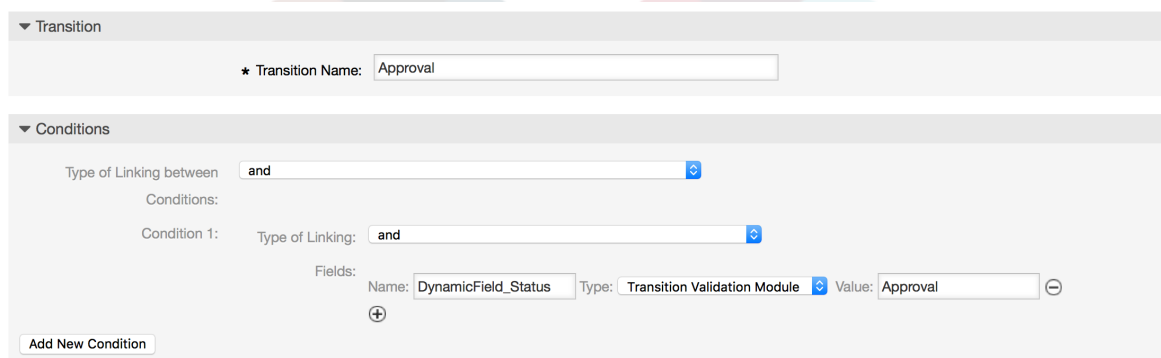 Transition
* Transition Name: Approval
Conditions
Type of Linking between Conditions: and
Condition 1: Type of Linking: and
Fields:
Name: DynamicField_Status Type: Transition Validation Module Value: Approval
Add New Condition